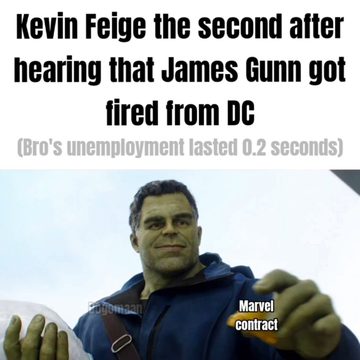 Kevin Feige the second after
hearing that James Gunn got
fired from DC
(Bro's unemployment lasted 0.2 seconds)
Marvel
contract